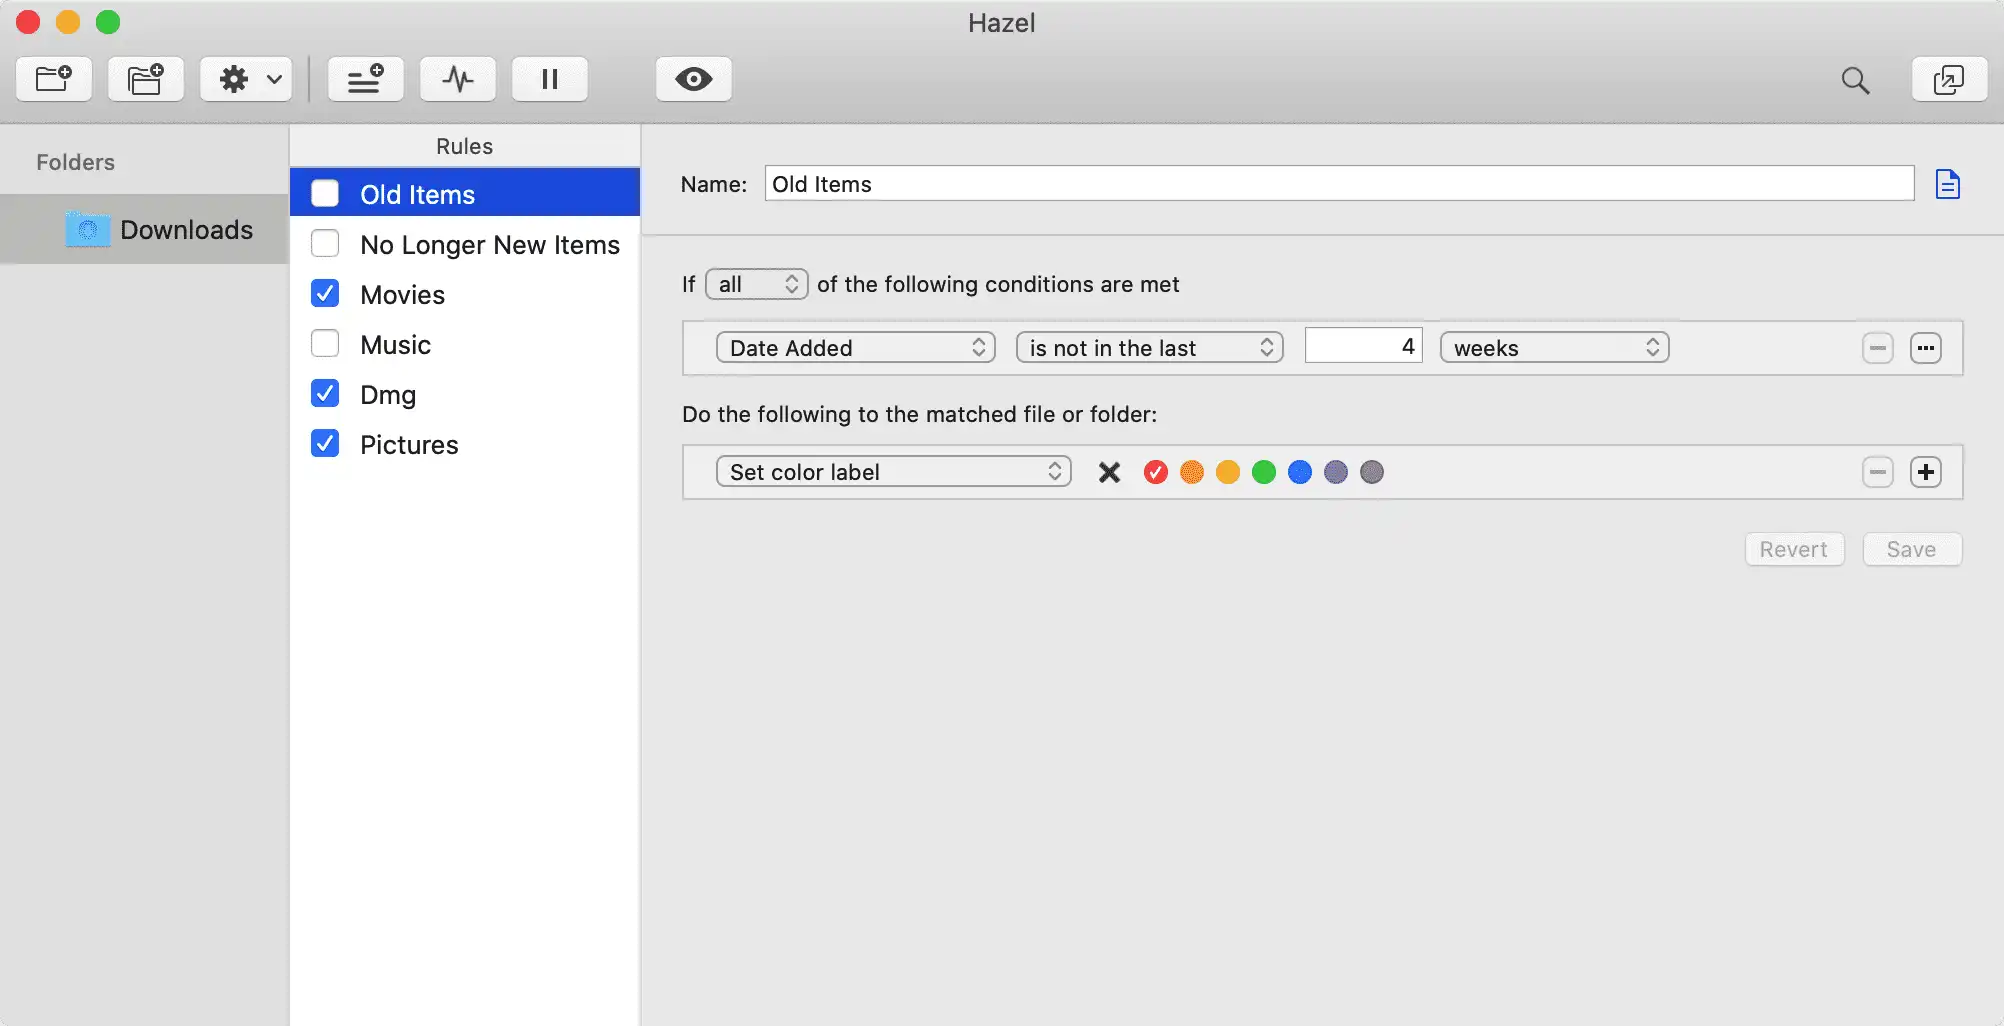 Hazel
Folders
Downloads
Rules
Old Items
No Longer New Items
Movies
Music
Dmg
Pictures
Name: Old Items
If all of the following conditions are met
Date Added is not in the last 4 weeks
Do the following to the matched file or folder:
Set color label
Revert Save